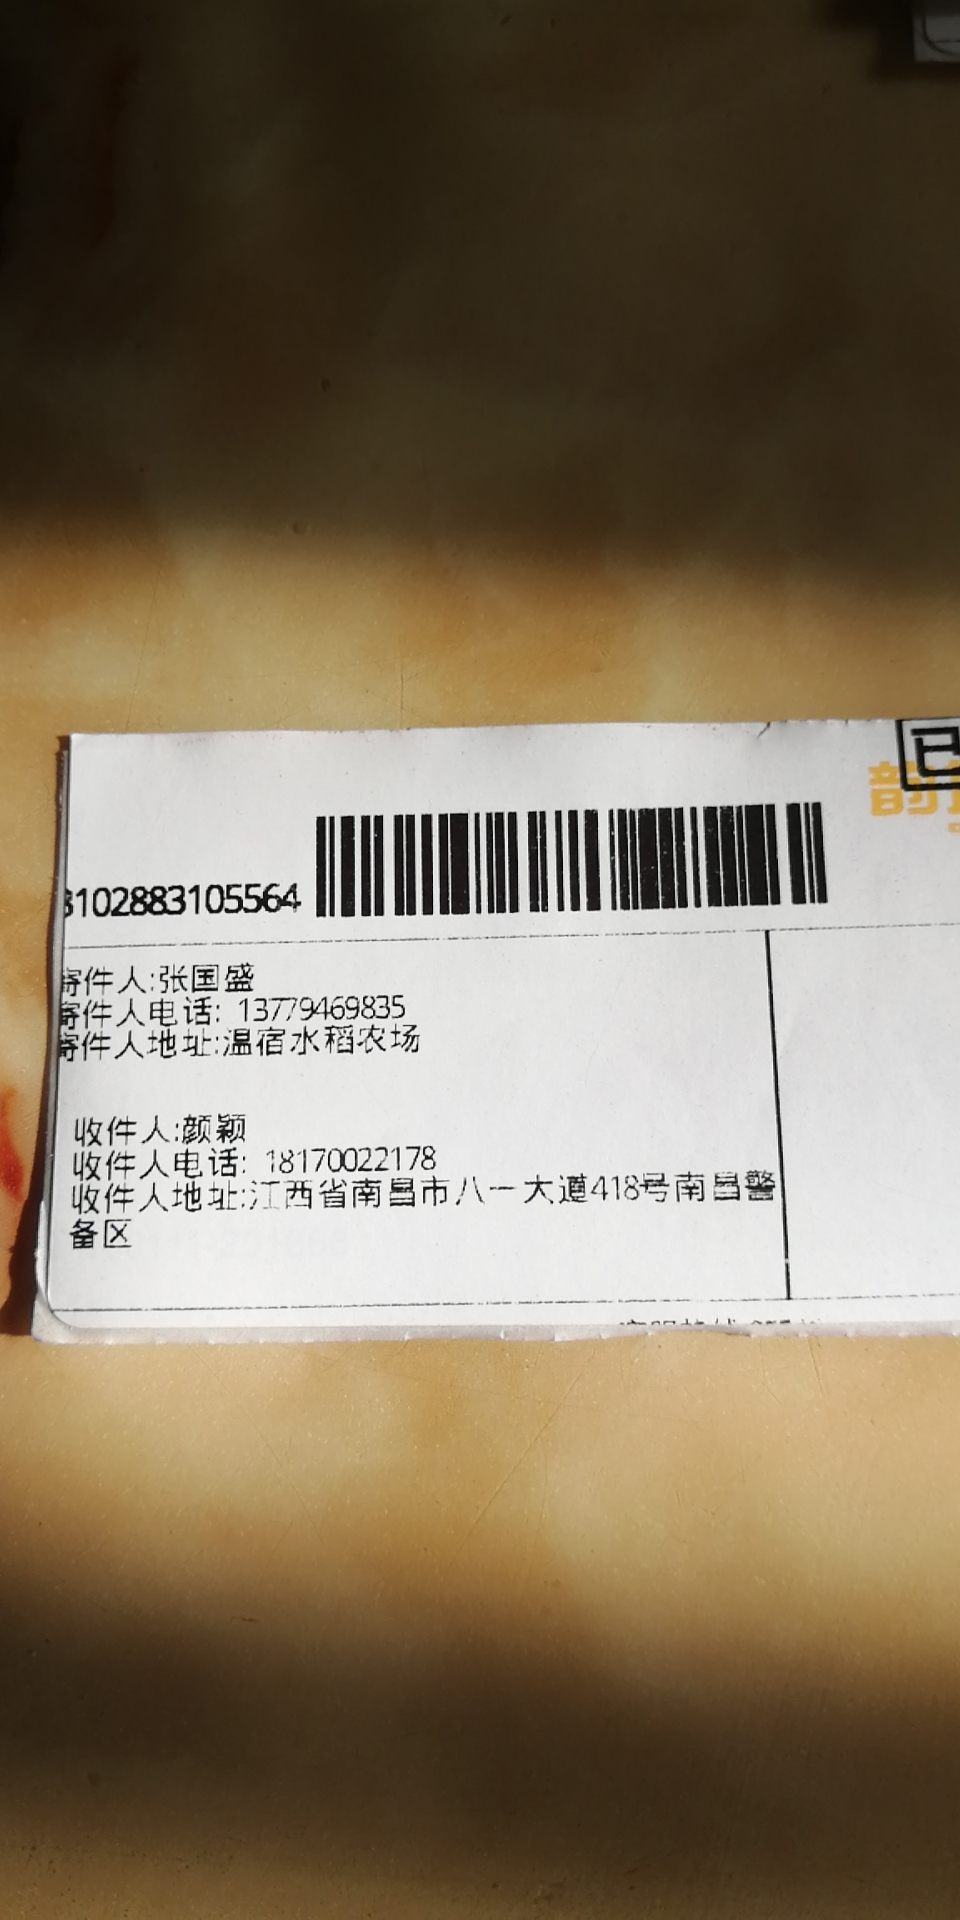 已
韵
3102883105564
寄件人:张国盛
寄件人电话: 13779469835
寄件人地址:温宿水稻农场
收件人:颜颖
收件人电话: 18170022178
收件人地址:江西省南昌市八一大道418号南昌警
备区